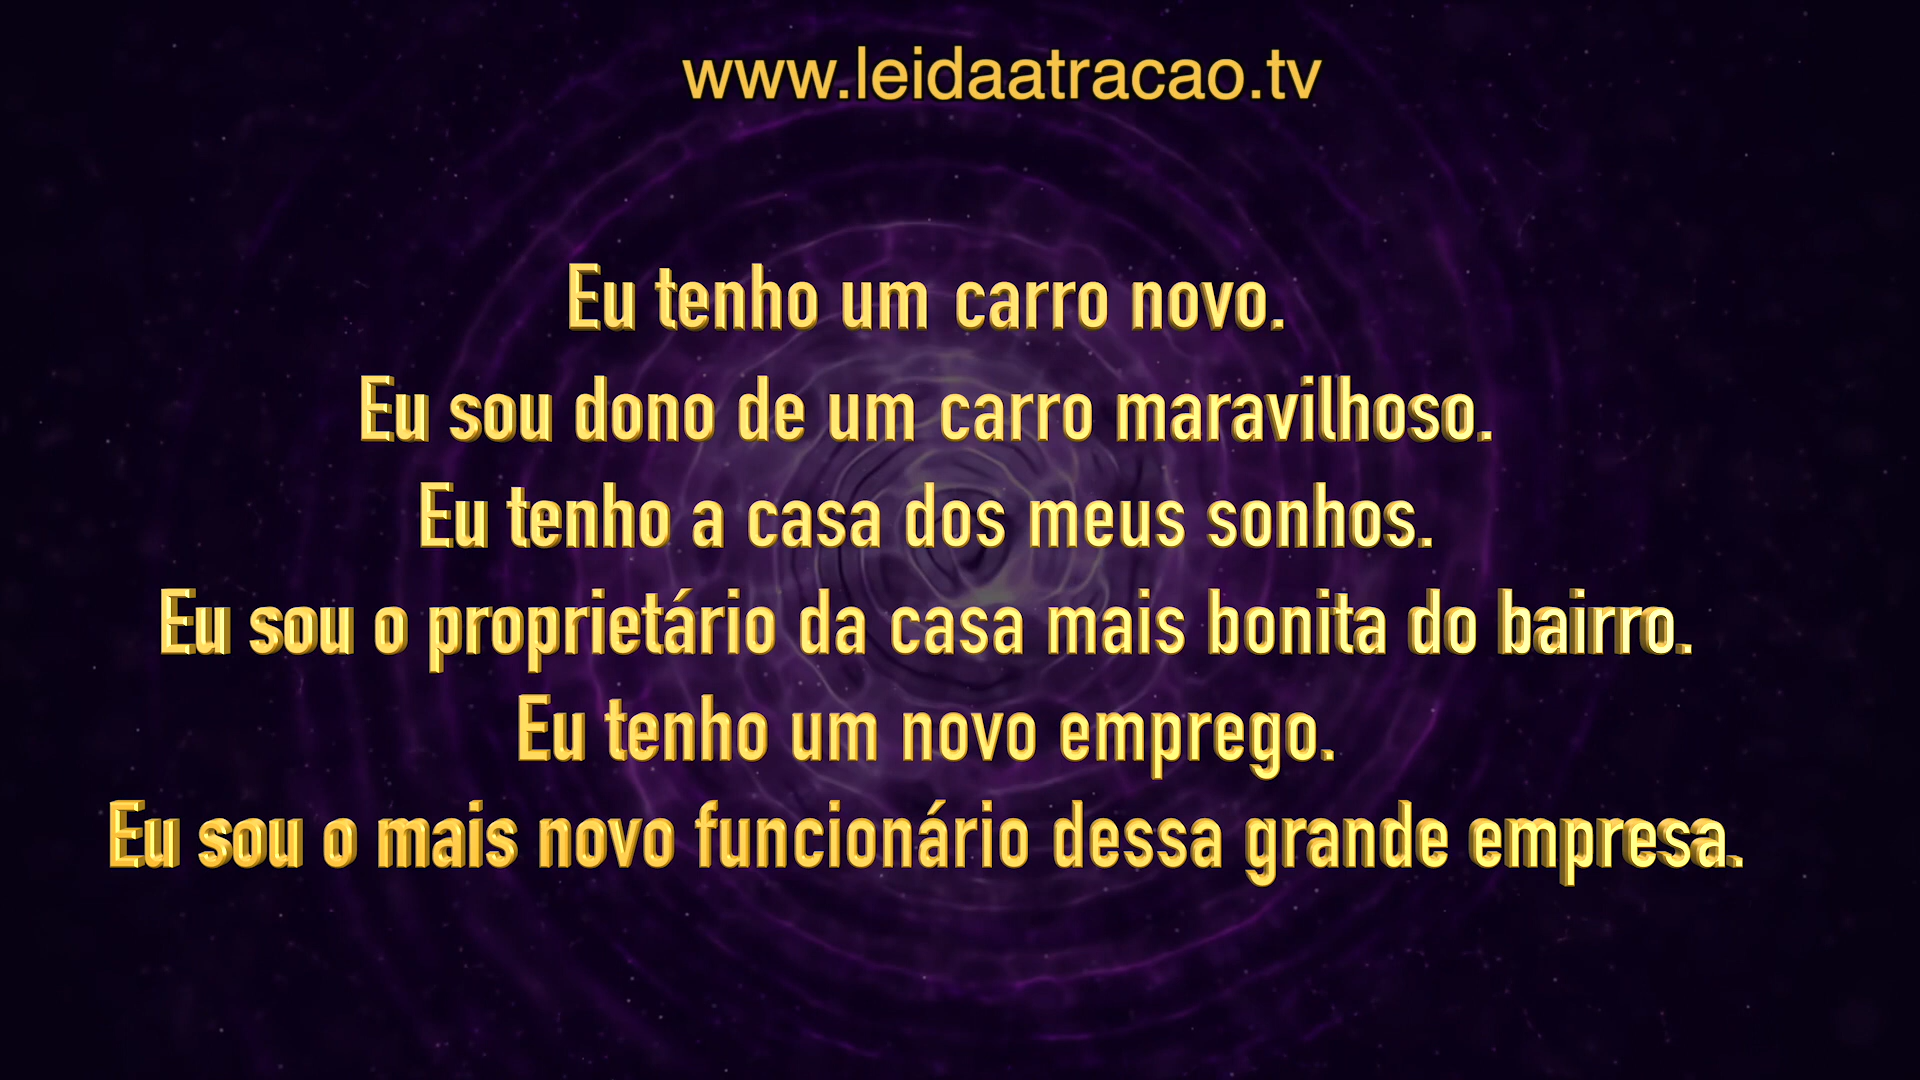 www.leidaatracao.tv
Eu tenho um carro novo.
Eu sou dono de um carro maravilhoso.
Eu tenho a casa dos meus sonhos.
Eu sou o proprietário da casa mais bonita do bairro.
Eu tenho um novo emprego.
Eu sou o mais novo funcionário dessa grande empresa.